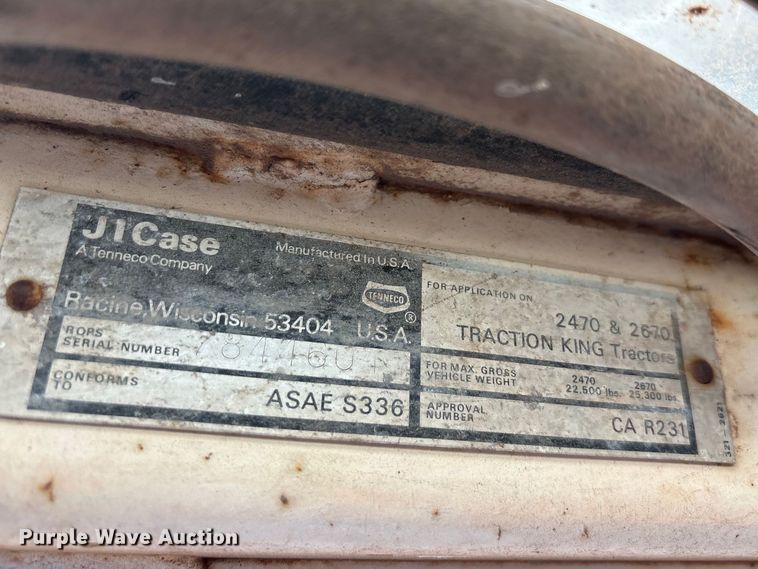 J I Case
A Tenneco Company
Manufactured in U.S.A.
TENNECO
®
Racine, Wisconsin 53404 U.S.A.
ROPS
SERIAL NUMBER
CONFORMS
TO
ASAE S336
FOR APPLICATION ON
2470 & 2670
TRACTION KING Tractors
FOR MAX. GROSS
VEHICLE WEIGHT
2470 2670
22,500 lbs. 25,300 lbs.
APPROVAL
NUMBER
CA R231
321-2821
Purple Wave Auction